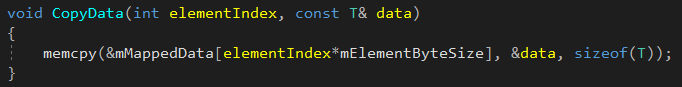 void CopyData(int elementIndex, const T& data)
{
    memcpy(&mMappedData[elementIndex*mElementByteSize], &data, sizeof(T));
}